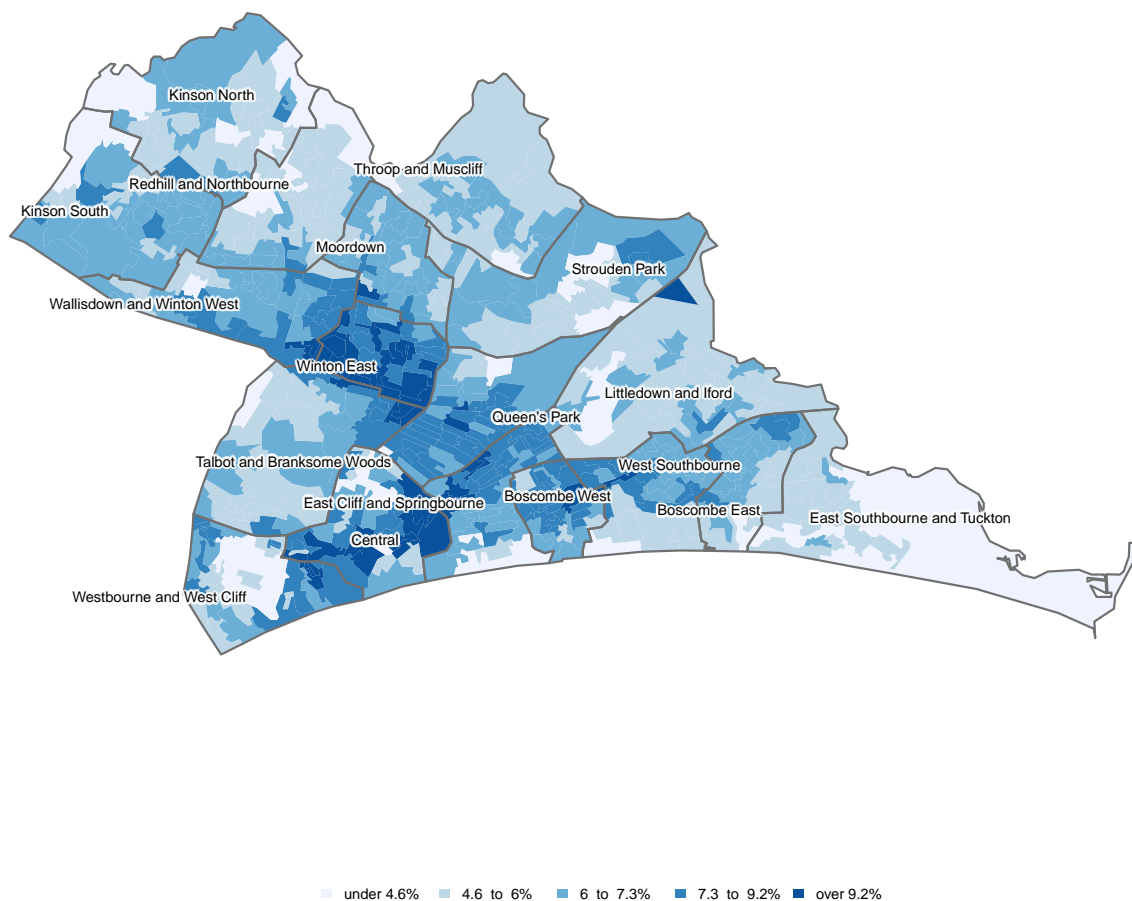 Kinson North
Throop and Muscliff
Redhill and Northbourne
Kinson South
Moordown
Strouden Park
Wallisdown and Winton West
Winton East
Littledown and Iford
Queen's Park
Talbot and Branksome Woods
West Southbourne
East Cliff and Springbourne
Boscombe West
Boscombe East
East Southbourne and Tuckton
Central
Westbourne and West Cliff
under 4.6% 4.6 to 6% 6 to 7.3% 7.3 to 9.2% over 9.2%